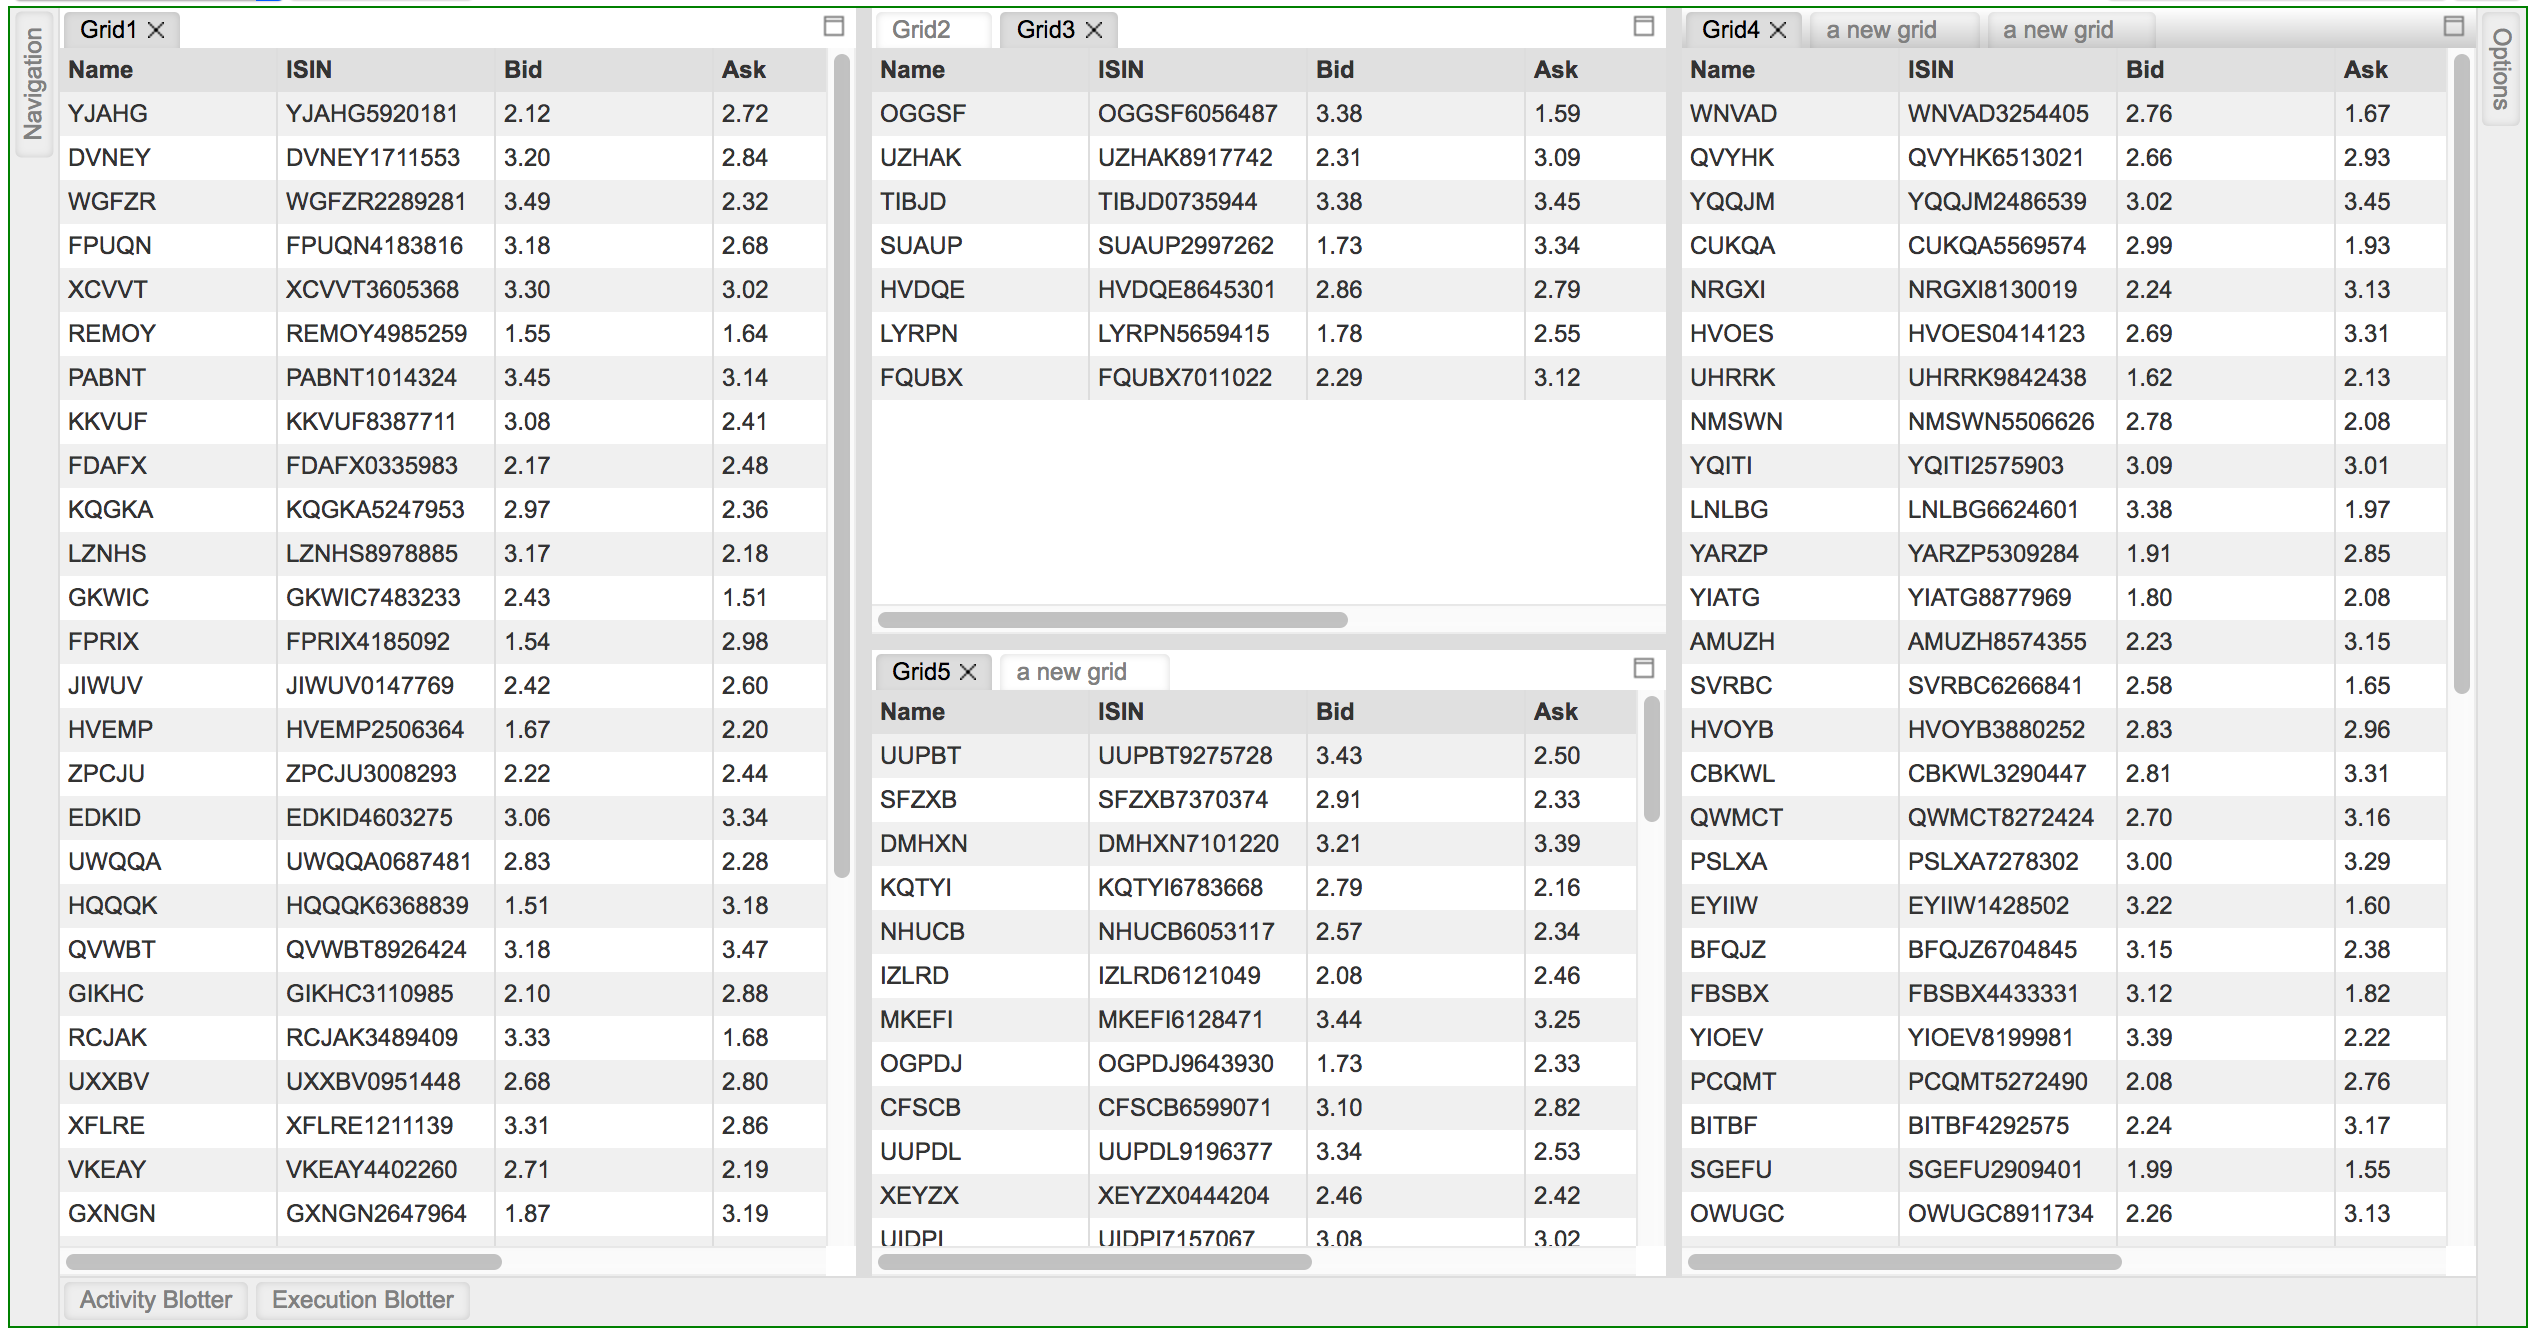 Navigation
Grid1
Name ISIN Bid Ask
YJAHG YJAHG5920181 2.12 2.72
DVNEY DVNEY1711553 3.20 2.84
WGFZR WGFZR2289281 3.49 2.32
FPUQN FPUQN4183816 3.18 2.68
XCVVT XCVVT3605368 3.30 3.02
REMOY REMOY4985259 1.55 1.64
PABNT PABNT1014324 3.45 3.14
KKVUF KKVUF8387711 3.08 2.41
FDAFX FDAFX0335983 2.17 2.48
KQGKA KQGKA5247953 2.97 2.36
LZNHS LZNHS8978885 3.17 2.18
GKWIC GKWIC7483233 2.43 1.51
FPRIX FPRIX4185092 1.54 2.98
JIWUV JIWUV0147769 2.42 2.60
HVEMP HVEMP2506364 1.67 2.20
ZPCJU ZPCJU3008293 2.22 2.44
EDKID EDKID4603275 3.06 3.34
UWQQA UWQQA0687481 2.83 2.28
HQQQK HQQQK6368839 1.51 3.18
QVWBT QVWBT8926424 3.18 3.47
GIKHC GIKHC3110985 2.10 2.88
RCJAK RCJAK3489409 3.33 1.68
UXXBV UXXBV0951448 2.68 2.80
XFLRE XFLRE1211139 3.31 2.86
VKEAY VKEAY4402260 2.71 2.19
GXNGN GXNGN2647964 1.87 3.19
Grid2 Grid3
Name ISIN Bid Ask
OGGSF OGGSF6056487 3.38 1.59
UZHAK UZHAK8917742 2.31 3.09
TIBJD TIBJD0735944 3.38 3.45
SUAUP SUAUP2997262 1.73 3.34
HVDQE HVDQE8645301 2.86 2.79
LYRPN LYRPN5659415 1.78 2.55
FQUBX FQUBX7011022 2.29 3.12
Grid5 a new grid
Name ISIN Bid Ask
UUPBT UUPBT9275728 3.43 2.50
SFZXB SFZXB7370374 2.91 2.33
DMHXN DMHXN7101220 3.21 3.39
KQTYI KQTYI6783668 2.79 2.16
NHUCB NHUCB6053117 2.57 2.34
IZLRD IZLRD6121049 2.08 2.46
MKEFI MKEFI6128471 3.44 3.25
OGPDJ OGPDJ9643930 1.73 2.33
CFSCB CFSCB6599071 3.10 2.82
UUPDL UUPDL9196377 3.34 2.53
XEYZX XEYZX0444204 2.46 2.42
UIDPI UIDPI7157067 3.08 3.02
Grid4 a new grid a new grid
Name ISIN Bid Ask
WNVAD WNVAD3254405 2.76 1.67
QVYHK QVYHK6513021 2.66 2.93
YQQJM YQQJM2486539 3.02 3.45
CUKQA CUKQA5569574 2.99 1.93
NRGXI NRGXI8130019 2.24 3.13
HVOES HVOES0414123 2.69 3.31
UHRRK UHRRK9842438 1.62 2.13
NMSWN NMSWN5506626 2.78 2.08
YQITI YQITI2575903 3.09 3.01
LNLBG LNLBG6624601 3.38 1.97
YARZP YARZP5309284 1.91 2.85
YIATG YIATG8877969 1.80 2.08
AMUZH AMUZH8574355 2.23 3.15
SVRBC SVRBC6266841 2.58 1.65
HVOYB HVOYB3880252 2.83 2.96
CBKWL CBKWL3290447 2.81 3.31
QWMCT QWMCT8272424 2.70 3.16
PSLXA PSLXA7278302 3.00 3.29
EYIIW EYIIW1428502 3.22 1.60
BFQJZ BFQJZ6704845 3.15 2.38
FBSBX FBSBX4433331 3.12 1.82
YIOEV YIOEV8199981 3.39 2.22
PCQMT PCQMT5272490 2.08 2.76
BITBF BITBF4292575 2.24 3.17
SGEFU SGEFU2909401 1.99 1.55
OWUGC OWUGC8911734 2.26 3.13
Options
Activity Blotter Execution Blotter